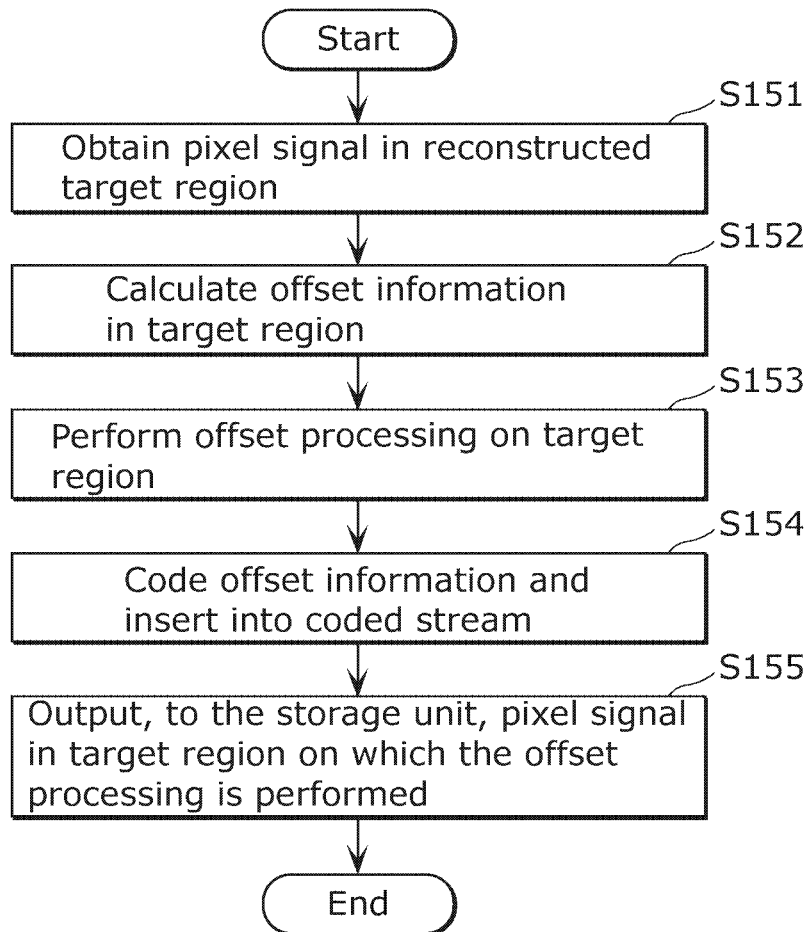 Start
S151
Obtain pixel signal in reconstructed
target region
S152
Calculate offset information
in target region
S153
Perform offset processing on target
region
S154
Code offset information and
insert into coded stream
S155
Output, to the storage unit, pixel signal
in target region on which the offset
processing is performed
End